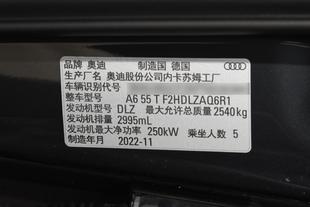 品牌 奥迪 制造国 德国
生产厂名 奥迪股份公司内卡苏姆工厂
车辆识别代号
整车型号 A6 55 T F2HDLZAQ6R1
发动机型号 DLZ 最大允许总质量 2540kg
发动机排量 2995mL
发动机最大净功率 250kW 乘坐人数 5
制造年月 2022-11